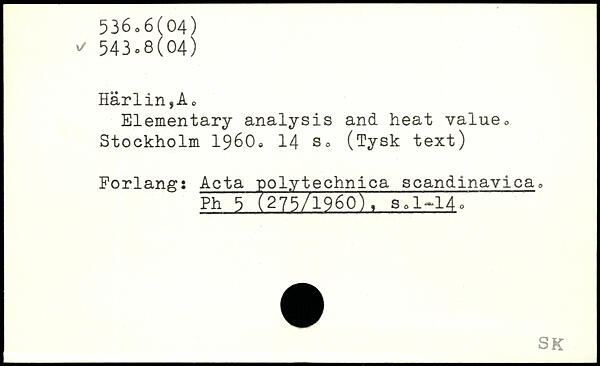 536.6(04)
✓ 543.8(04)
Härlin,A.
Elementary analysis and heat value.
Stockholm 1960. 14 s. (Tysk text)
Forlang: Acta polytechnica scandinavica.
Ph 5 (275/1960), s.1-14.
SK